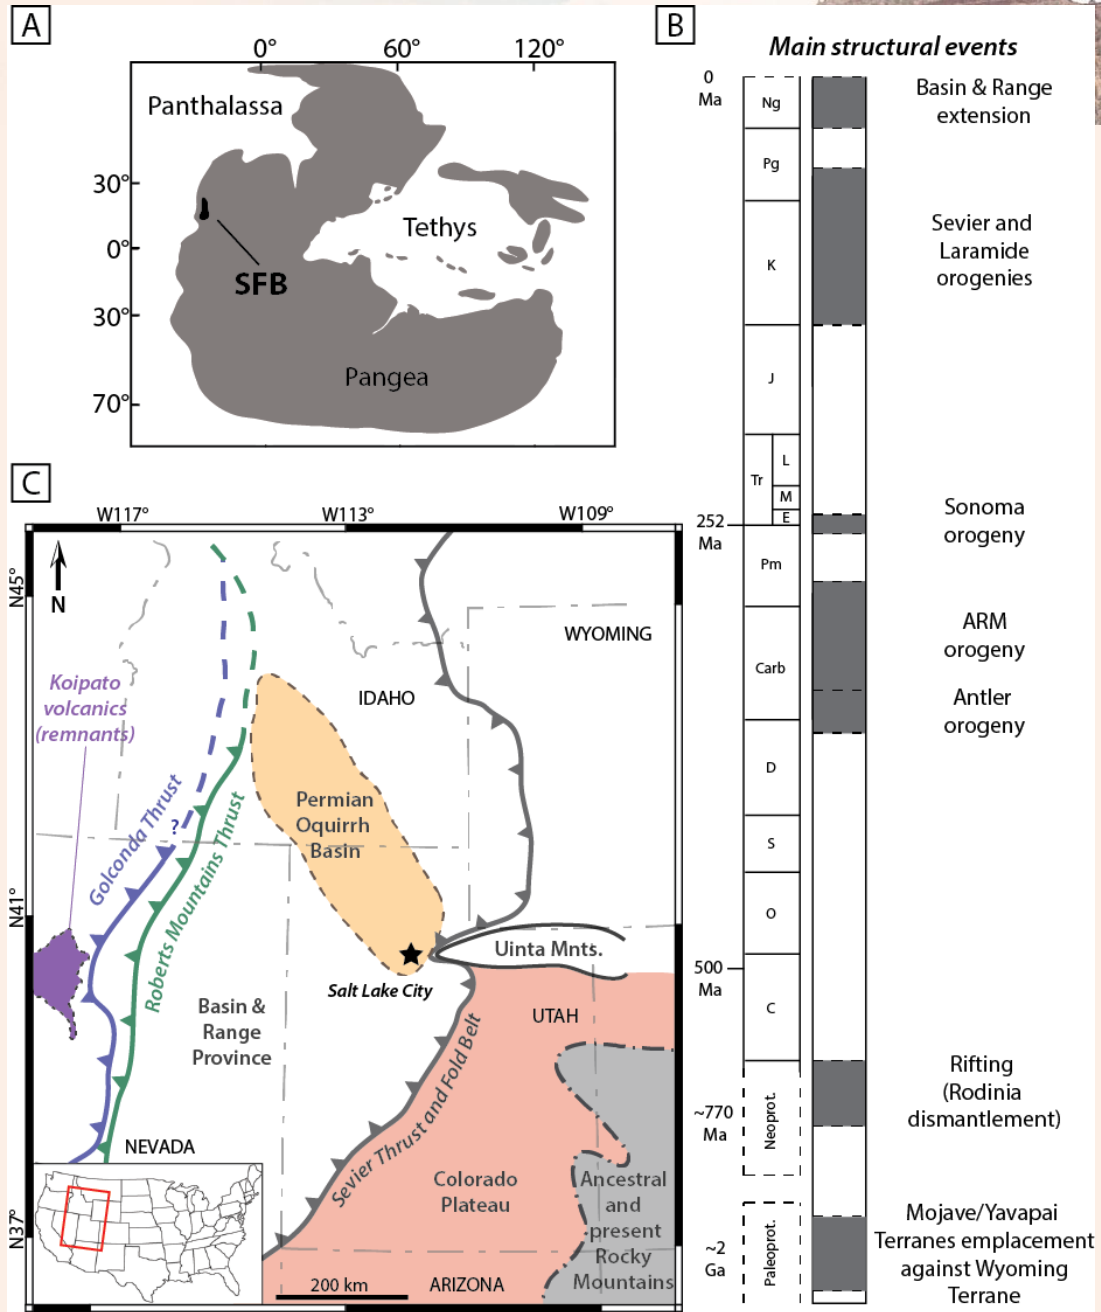 A
0°
60°
120°
Panthalassa
30°
0°
30°
70°
Tethys
SFB
Pangea
B
Main structural events
0
Ma
Ng
Pg
K
J
Tr
L
M
E
252
Ma
Pm
Carb
D
S
O
500
Ma
C
~770
Ma
Neoprot.
~2
Ga
Paleoprot.
Basin & Range
extension
Sevier and
Laramide
orogenies
Sonoma
orogeny
ARM
orogeny
Antler
orogeny
Rifting
(Rodinia
dismantlement)
Mojave/Yavapai
Terranes emplacement
against Wyoming
Terrane
C
W117°
W113°
W109°
N45°
N41°
N37°
N
WYOMING
IDAHO
Koipato
volcanics
(remnants)
Golconda Thrust
?
Roberts Mountains Thrust
Permian
Oquirrh
Basin
Uinta Mnts.
Salt Lake City
Basin &
Range
Province
UTAH
Sevier Thrust and Fold Belt
NEVADA
Colorado
Plateau
Ancestral
and
present
Rocky
Mountains
200 km
ARIZONA